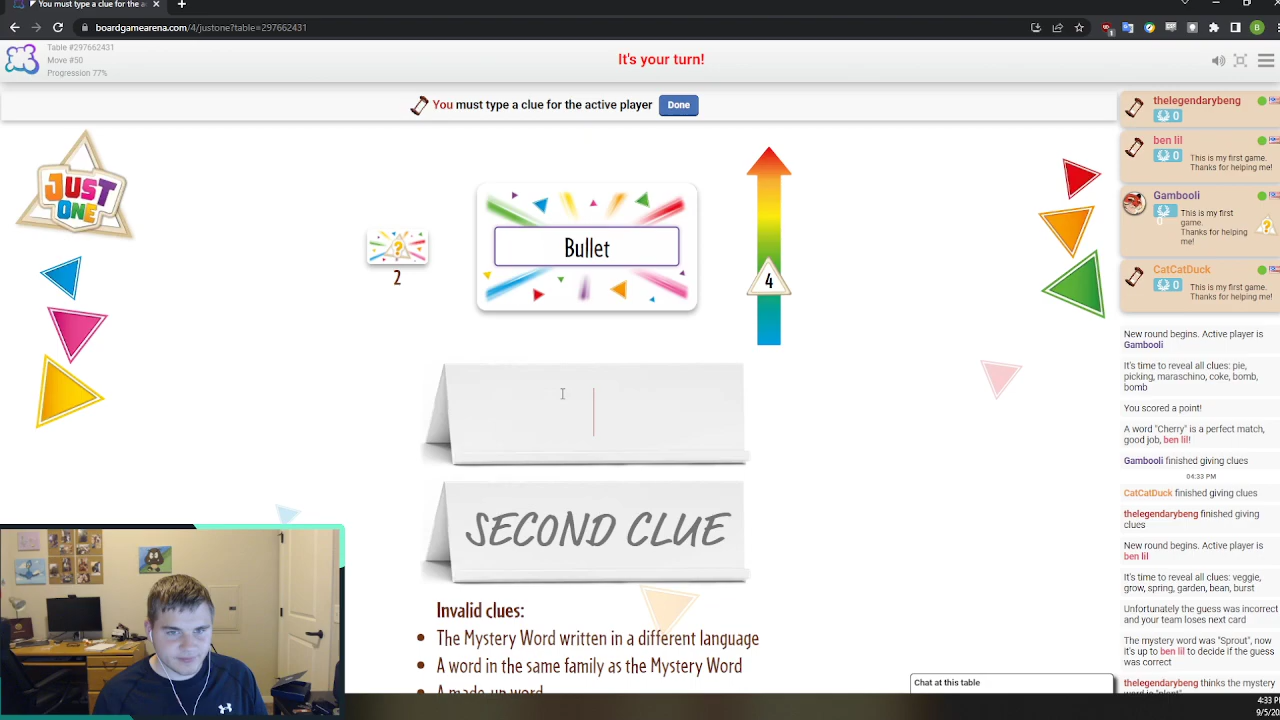 You must type a clue for the ac
boardgamearena.com/4/justone?table=297662431
Table #297662431
Move #50
Progression 77%
It's your turn!
You must type a clue for the active player
Done
JUST
ONE
?
2
Bullet
4
SECOND CLUE
Invalid clues:
The Mystery Word written in a different language
A word in the same family as the Mystery Word
A made-up word
thelegendarybeng
0
ben lil
0
This is my first game.
Thanks for helping me!
Gambooli
0
This is my first
game.
Thanks for helping
me!
?
CatCatDuck
0
This is my first game.
Thanks for helping me!
New round begins. Active player is
Gambooli
It's time to reveal all clues: pie,
picking, maraschino, coke, bomb,
bomb
You scored a point!
A word "Cherry" is a perfect match,
good job, ben lil!
Gambooli finished giving clues
04:33 PM
CatCatDuck finished giving clues
thelegendarybeng finished giving
clues
New round begins. Active player is
ben lil
It's time to reveal all clues: veggie,
grow, spring, garden, bean, burst
Unfortunately the guess was incorrect
and your team loses next card
The mystery word was "Sprout", now
it's up to ben lil to decide if the guess
was correct
thelegendarybeng thinks the mystery
Chat at this table
4:33 P
9/5/20